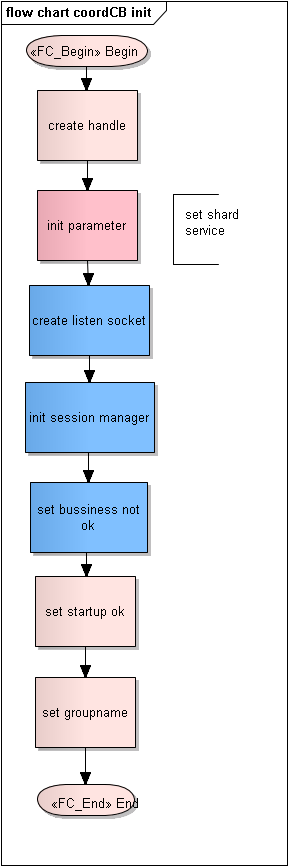 flow chart coordCB init
«FC_Begin» Begin
create handle
init parameter
set shard
service
create listen socket
init session manager
set bussiness not
ok
set startup ok
set groupname
«FC_End» End